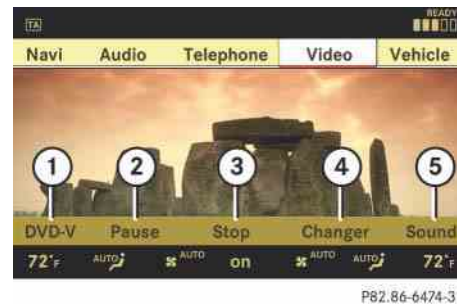 TA READY
Navi Audio Telephone Video Vehicle
1 2 3 4 5
DVD-V Pause Stop Changer Sound
72°F AUTO AUTO on AUTO AUTO 72°F
P82.86-6474-31